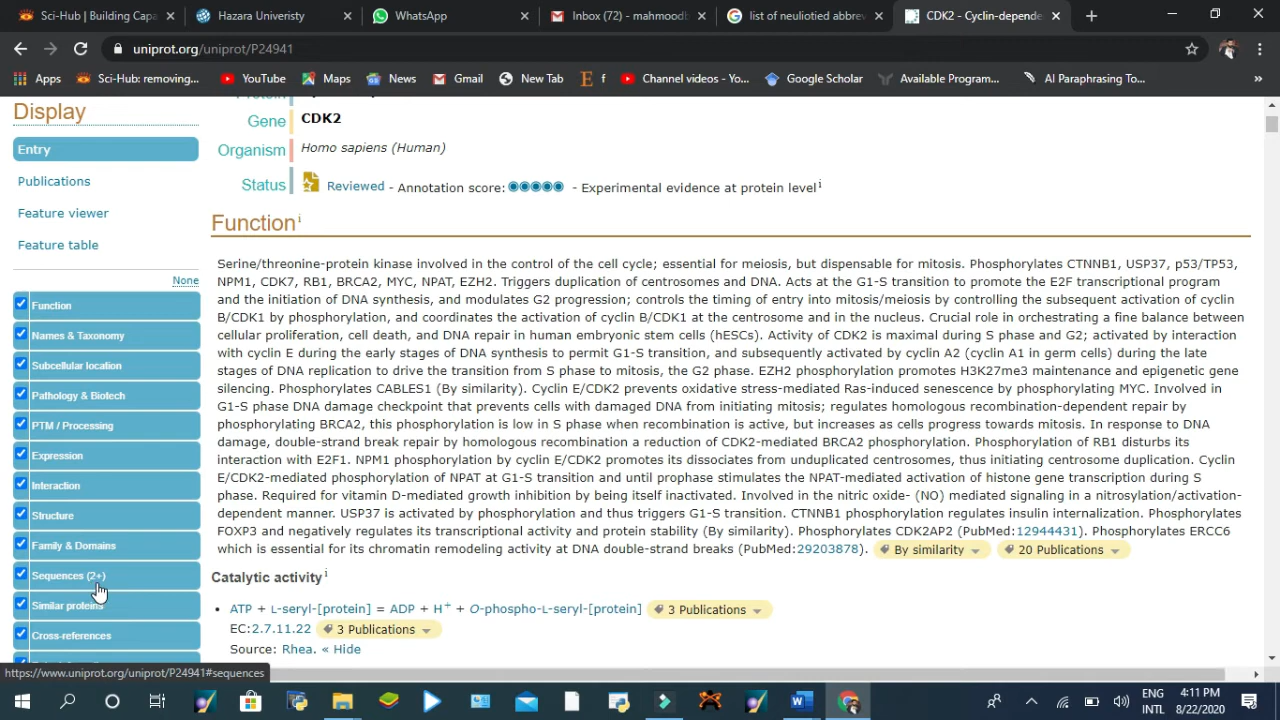 Sci-Hub | Building Capa
Hazara Univeristy
WhatsApp
Inbox (72) - mahmoodb
list of neuliotied abbrev
CDK2 - Cyclin-depende
uniprot.org/uniprot/P24941
Apps
Sci-Hub: removing...
YouTube
Maps
News
Gmail
New Tab
f
Channel videos - Yo...
Google Scholar
Available Program...
AI Paraphrasing To...
»
Display
Entry
Publications
Feature viewer
Feature table
None
Function
Names & Taxonomy
Subcellular location
Pathology & Biotech
PTM / Processing
Expression
Interaction
Structure
Family & Domains
Sequences (2+)
Similar proteins
Cross-references
Protein
Gene CDK2
Organism Homo sapiens (Human)
Status Reviewed - Annotation score: - Experimental evidence at protein level i
Function i
Serine/threonine-protein kinase involved in the control of the cell cycle; essential for meiosis, but dispensable for mitosis. Phosphorylates CTNNB1, USP37, p53/TP53,
NPM1, CDK7, RB1, BRCA2, MYC, NPAT, EZH2. Triggers duplication of centrosomes and DNA. Acts at the G1-S transition to promote the E2F transcriptional program
and the initiation of DNA synthesis, and modulates G2 progression; controls the timing of entry into mitosis/meiosis by controlling the subsequent activation of cyclin
B/CDK1 by phosphorylation, and coordinates the activation of cyclin B/CDK1 at the centrosome and in the nucleus. Crucial role in orchestrating a fine balance between
cellular proliferation, cell death, and DNA repair in human embryonic stem cells (hESCs). Activity of CDK2 is maximal during S phase and G2; activated by interaction
with cyclin E during the early stages of DNA synthesis to permit G1-S transition, and subsequently activated by cyclin A2 (cyclin A1 in germ cells) during the late
stages of DNA replication to drive the transition from S phase to mitosis, the G2 phase. EZH2 phosphorylation promotes H3K27me3 maintenance and epigenetic gene
silencing. Phosphorylates CABLES1 (By similarity). Cyclin E/CDK2 prevents oxidative stress-mediated Ras-induced senescence by phosphorylating MYC. Involved in
G1-S phase DNA damage checkpoint that prevents cells with damaged DNA from initiating mitosis; regulates homologous recombination-dependent repair by
phosphorylating BRCA2, this phosphorylation is low in S phase when recombination is active, but increases as cells progress towards mitosis. In response to DNA
damage, double-strand break repair by homologous recombination a reduction of CDK2-mediated BRCA2 phosphorylation. Phosphorylation of RB1 disturbs its
interaction with E2F1. NPM1 phosphorylation by cyclin E/CDK2 promotes its dissociates from unduplicated centrosomes, thus initiating centrosome duplication. Cyclin
E/CDK2-mediated phosphorylation of NPAT at G1-S transition and until prophase stimulates the NPAT-mediated activation of histone gene transcription during S
phase. Required for vitamin D-mediated growth inhibition by being itself inactivated. Involved in the nitric oxide- (NO) mediated signaling in a nitrosylation/activation-
dependent manner. USP37 is activated by phosphorylation and thus triggers G1-S transition. CTNNB1 phosphorylation regulates insulin internalization. Phosphorylates
FOXP3 and negatively regulates its transcriptional activity and protein stability (By similarity). Phosphorylates CDK2AP2 (PubMed:12944431). Phosphorylates ERCC6
which is essential for its chromatin remodeling activity at DNA double-strand breaks (PubMed:29203878). By similarity 20 Publications
Catalytic activity i
• ATP + L-seryl-[protein] = ADP + H+ + O-phospho-L-seryl-[protein] 3 Publications
EC:2.7.11.22 3 Publications
Source: Rhea. « Hide
https://www.uniprot.org/uniprot/P24941#sequences
ENG
INTL
4:11 PM
8/22/2020